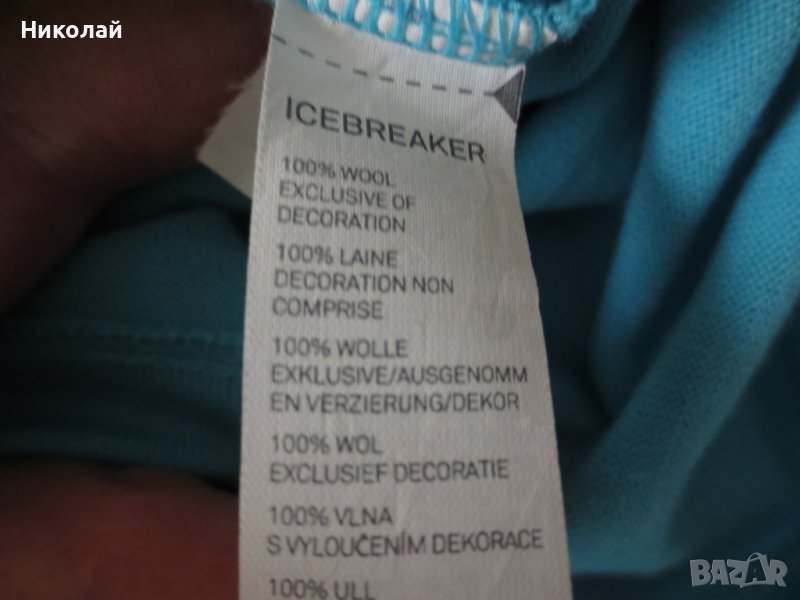 Николай
ICEBREAKER
100% WOOL
EXCLUSIVE OF
DECORATION
100% LAINE
DECORATION NON
COMPRISE
100% WOLLE
EXKLUSIVE/AUSGENOMM
EN VERZIERUNG/DEKOR
100% WOL
EXCLUSIEF DECORATIE
100% VLNA
S VYLOUČENÍM DEKORACE
100% ULL
BAZAR